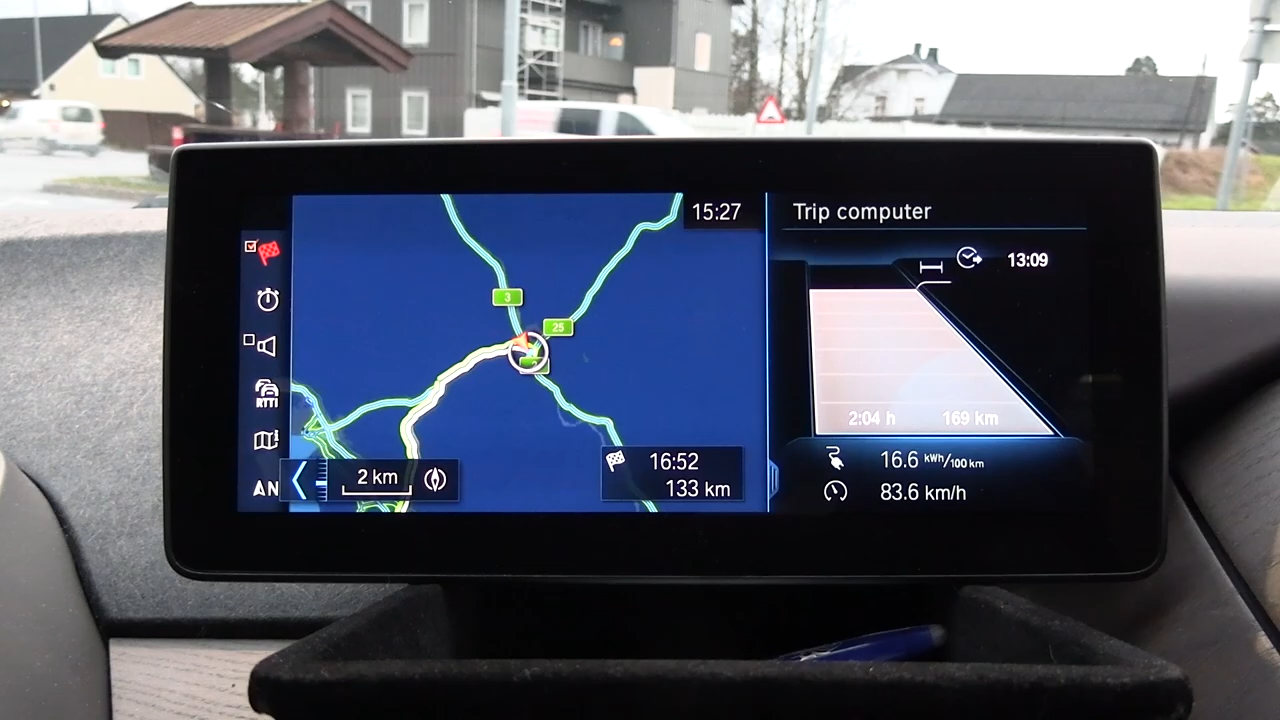 15:27
Trip computer
13:09
3
25
RTTI
2:04 h 169 km
16.6 kWh/100 km
83.6 km/h
16:52
133 km
2 km
AN